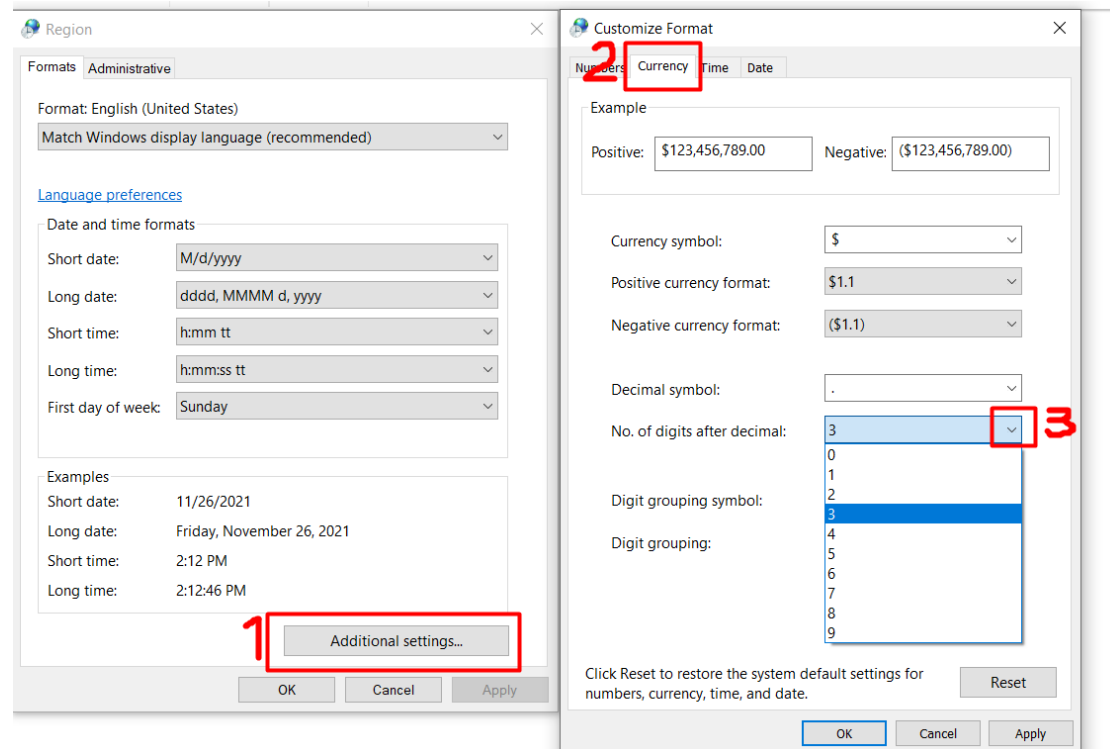 Region
Formats Administrative
Format: English (United States)
Match Windows display language (recommended)
Language preferences
Date and time formats
Short date: M/d/yyyy
Long date: dddd, MMMM d, yyyy
Short time: h:mm tt
Long time: h:mm:ss tt
First day of week: Sunday
Examples
Short date: 11/26/2021
Long date: Friday, November 26, 2021
Short time: 2:12 PM
Long time: 2:12:46 PM
1 Additional settings...
OK Cancel Apply
Customize Format
2
Numbers Currency Time Date
Example
Positive: $123,456,789.00 Negative: ($123,456,789.00)
Currency symbol: $
Positive currency format: $1.1
Negative currency format: ($1.1)
Decimal symbol: .
No. of digits after decimal: 3 3
0
1
2
3
4
5
6
7
8
9
Digit grouping symbol:
Digit grouping:
Click Reset to restore the system default settings for
numbers, currency, time, and date.
Reset
OK Cancel Apply